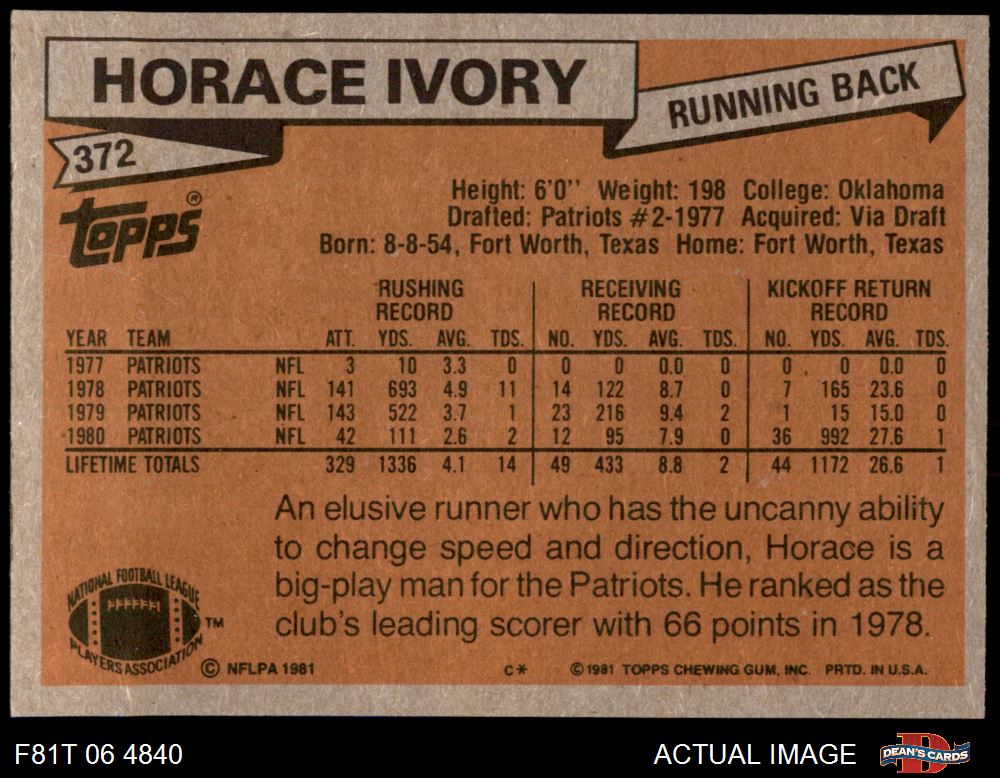 HORACE IVORY
RUNNING BACK
372
TOPPS®
Height: 6'0'' Weight: 198 College: Oklahoma
Drafted: Patriots #2-1977 Acquired: Via Draft
Born: 8-8-54, Fort Worth, Texas Home: Fort Worth, Texas
RUSHING RECEIVING KICKOFF RETURN
RECORD RECORD RECORD
YEAR TEAM ATT. YDS. AVG. TDS. NO. YDS. AVG. TDS. NO. YDS. AVG. TDS.
1977 PATRIOTS NFL 3 10 3.3 0 0 0 0.0 0 0 0 0.0 0
1978 PATRIOTS NFL 141 693 4.9 11 14 122 8.7 0 7 165 23.6 0
1979 PATRIOTS NFL 143 522 3.7 1 23 216 9.4 2 1 15 15.0 0
1980 PATRIOTS NFL 42 111 2.6 2 12 95 7.9 0 36 992 27.6 1
LIFETIME TOTALS 329 1336 4.1 14 49 433 8.8 2 44 1172 26.6 1
An elusive runner who has the uncanny ability
to change speed and direction, Horace is a
big-play man for the Patriots. He ranked as the
club's leading scorer with 66 points in 1978.
NATIONAL FOOTBALL LEAGUE
PLAYERS ASSOCIATION
TM
© NFLPA 1981 C* © 1981 TOPPS CHEWING GUM, INC. PRTD. IN U.S.A.
F81T 06 4840
ACTUAL IMAGE
D
DEAN'S CARDS